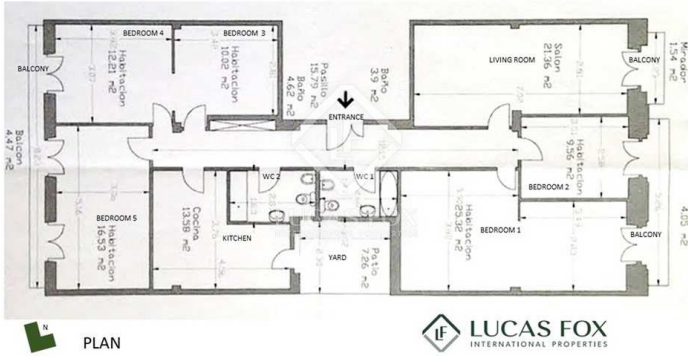 BEDROOM 4
Habitacion
12.21 m2
BEDROOM 3
Habitacion
10.02 m2
BALCONY
Pasillo
15.79 m2
Baño
4.62 m2
Baño
3.9 m2
ENTRANCE
LIVING ROOM
Salon
21.36 m2
BALCONY
Mirador
1.54 m2
Balcon
4.47 m2
BEDROOM 5
Habitacion
16.53 m2
Cocina
13.58 m2
KITCHEN
WC 2
WC 1
YARD
Patio
7.26 m2
BEDROOM 1
Habitacion
25.32 m2
BEDROOM 2
Habitacion
9.56 m2
BALCONY
4.05 m2
N
PLAN
LF
LUCAS FOX
INTERNATIONAL PROPERTIES